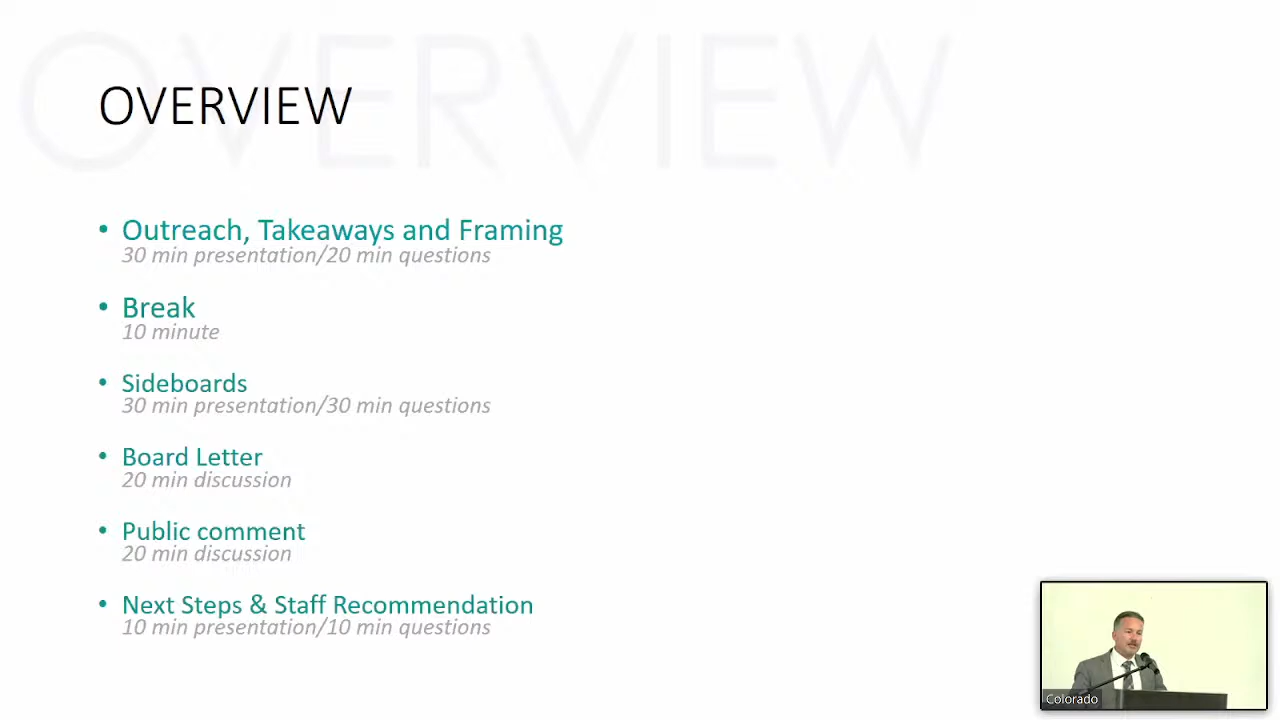 OVERVIEW
OVERVIEW
• Outreach, Takeaways and Framing
30 min presentation/20 min questions
• Break
10 minute
• Sideboards
30 min presentation/30 min questions
• Board Letter
20 min discussion
• Public comment
20 min discussion
• Next Steps & Staff Recommendation
10 min presentation/10 min questions
Colorado